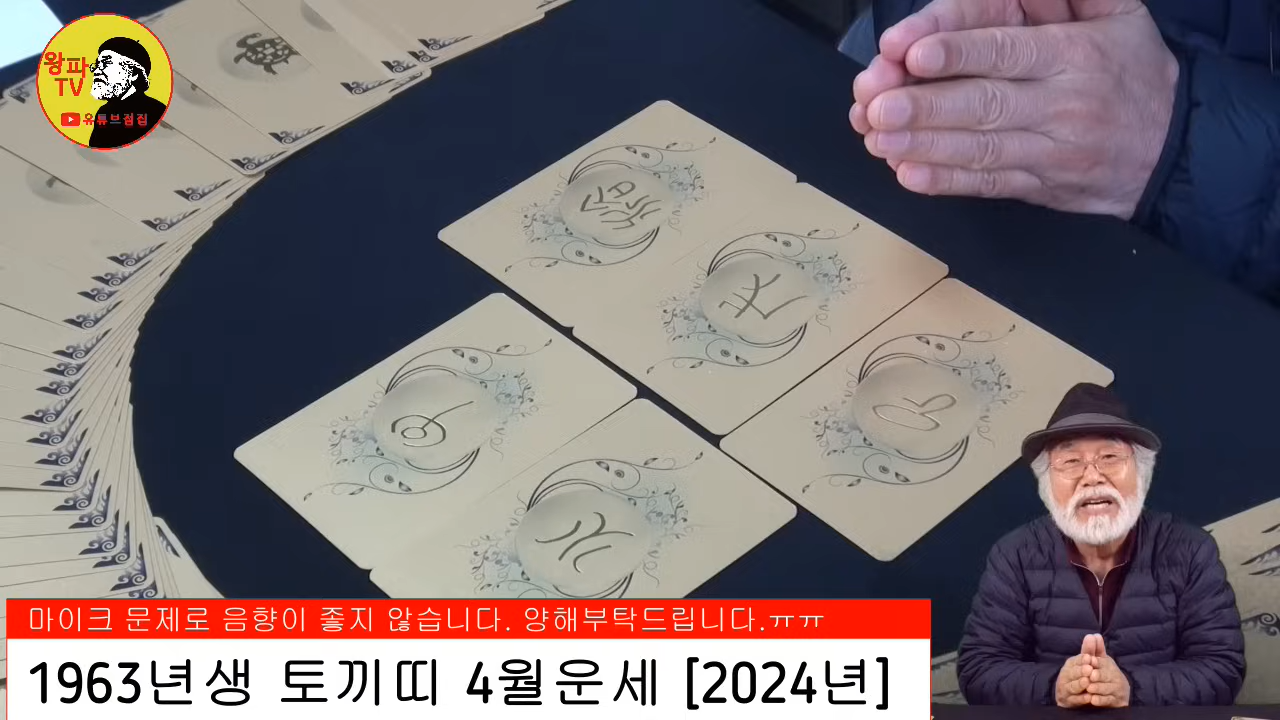 왕파
TV
유튜브점집
마이크 문제로 음향이 좋지 않습니다. 양해부탁드립니다.ㅠㅠ
1963년생 토끼띠 4월운세 [2024년]